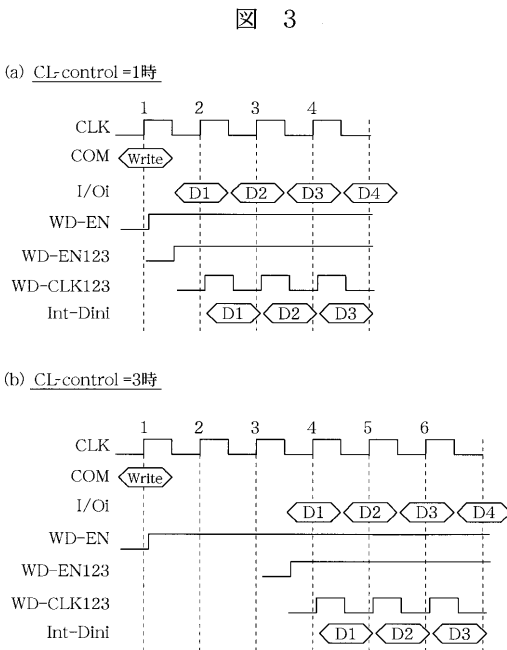 図 3
(a) CL-control=1時
1 2 3 4
CLK
COM Write
I/Oi D1 D2 D3 D4
WD-EN
WD-EN123
WD-CLK123
Int-Dini D1 D2 D3
(b) CL-control=3時
1 2 3 4 5 6
CLK
COM Write
I/Oi D1 D2 D3 D4
WD-EN
WD-EN123
WD-CLK123
Int-Dini D1 D2 D3